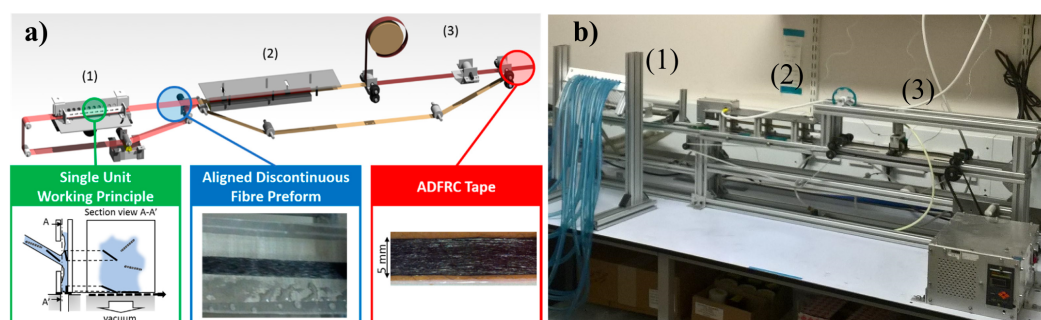 a)
(1)
(2)
(3)
Single Unit
Working Principle
Section view A-A'
A
A'
vacuum
Aligned Discontinuous
Fibre Preform
ADFRC Tape
5 mm
b)
(1)
(2)
(3)